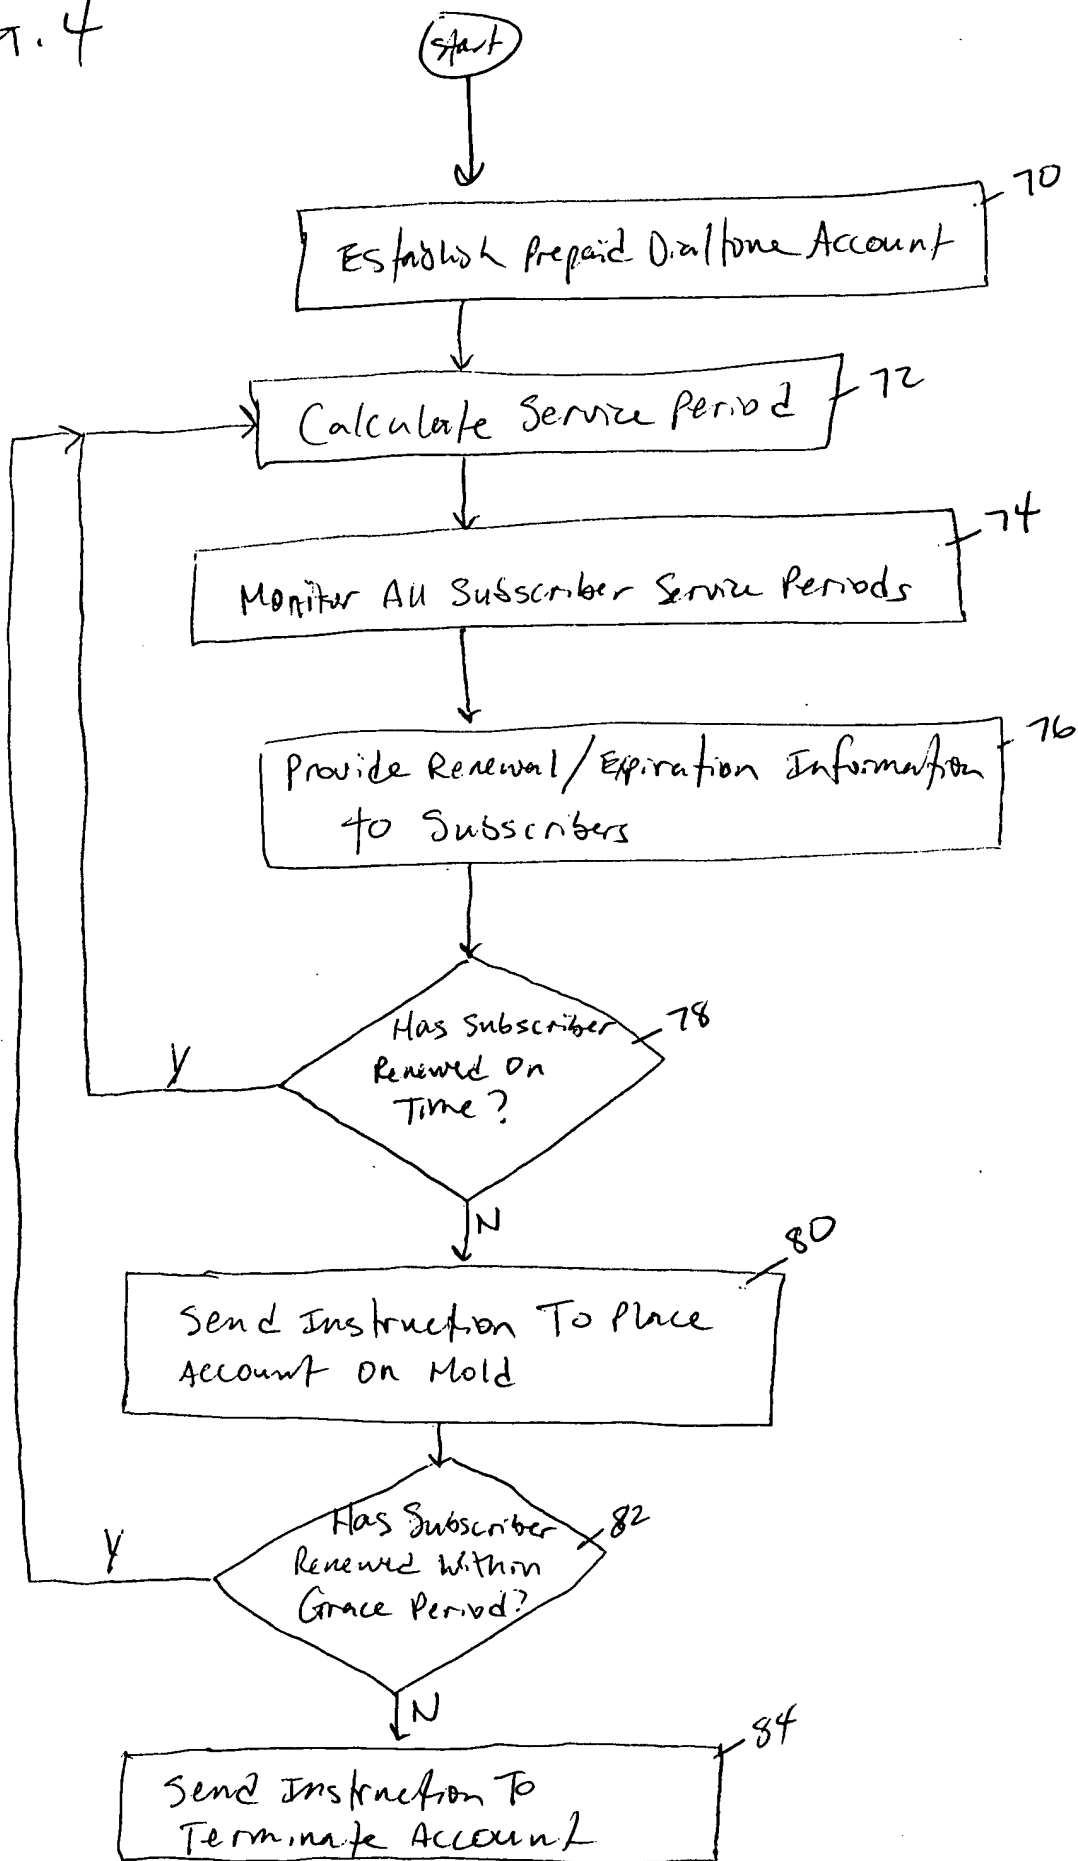 . 4
Start
70
Establish Prepaid Dialtone Account
72
Calculate Service Period
74
Monitor All Subscriber Service Periods
76
Provide Renewal/Expiration Information
to Subscribers
78
Has Subscriber
Renewed On
Time?
Y
N
80
Send Instruction To Place
Account On Hold
82
Has Subscriber
Renewed Within
Grace Period?
Y
N
84
Send Instruction To
Terminate Account